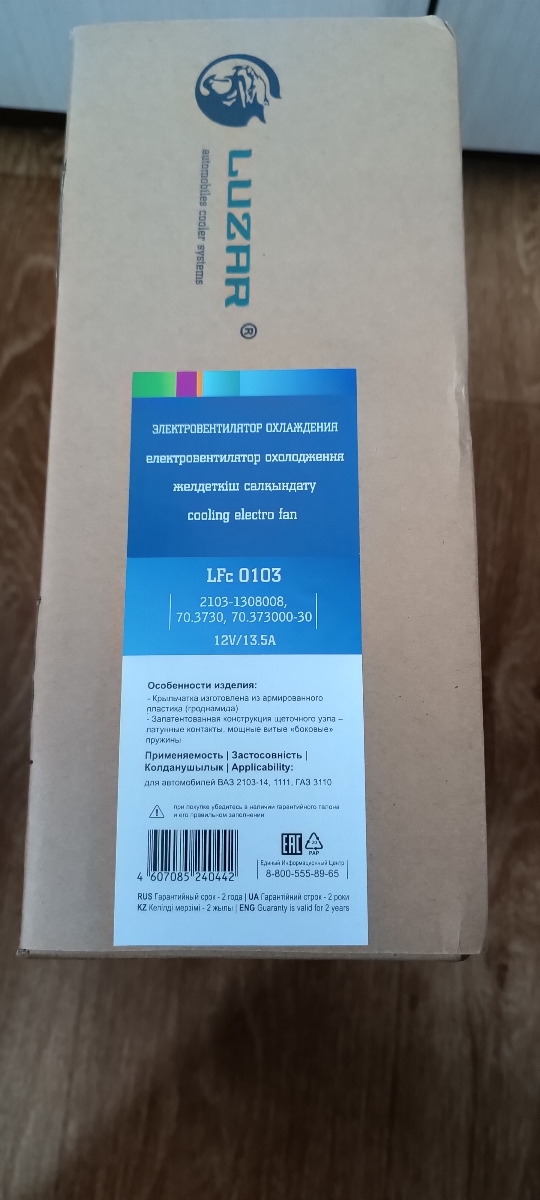 LUZAR ®
automobiles cooler systems
ЭЛЕКТРОВЕНТИЛЯТОР ОХЛАЖДЕНИЯ
електровентилятор охолодження
желдеткіш салқындату
cooling electro fan
LFc 0103
2103-1308008,
70.3730, 70.373000-30
12V/13.5A
Особенности изделия:
- Крыльчатка изготовлена из армированного
пластика (гроднамида)
- Запатентованная конструкция щеточного узла –
латунные контакты, мощные витые «боковые»
пружины
Применяемость | Застосовність |
Колданушылык | Applicability:
для автомобилей ВАЗ 2103-14, 1111, ГАЗ 3110
при покупке убедитесь в наличии гарантийного талона
и его правильном заполнении
EAC
20
PAP
Единый Информационный Центр
8-800-555-89-65
4 607085 240442
RUS Гарантийный срок - 2 года | UA Гарантійний строк - 2 роки
KZ Келілді мерзімі - 2 жылы | ENG Guaranty is valid for 2 years